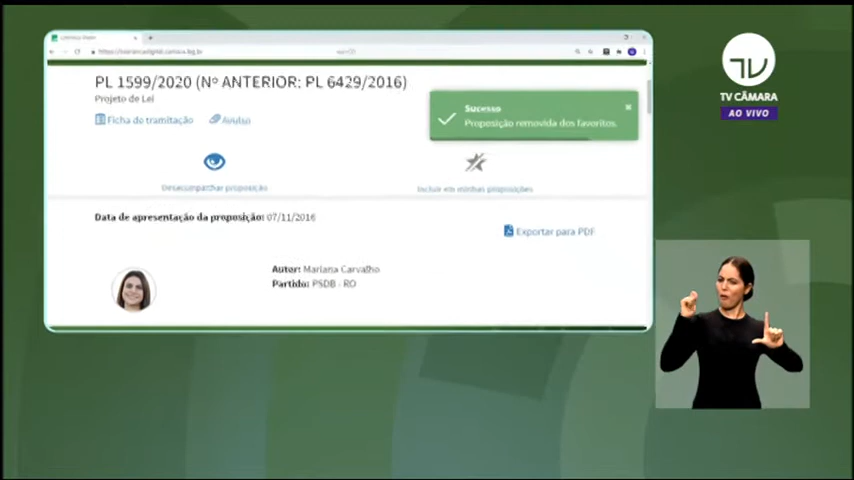 PL 1599/2020 (Nº ANTERIOR: PL 6429/2016)
Projeto de Lei
Ficha de tramitação
Avulso
Sucesso
Proposição removida dos favoritos.
Desacompanhar proposição
Incluir em minhas proposições
Data de apresentação da proposição: 07/11/2016
Exportar para PDF
Autor: Mariana Carvalho
Partido: PSDB - RO
TV CÂMARA
AO VIVO